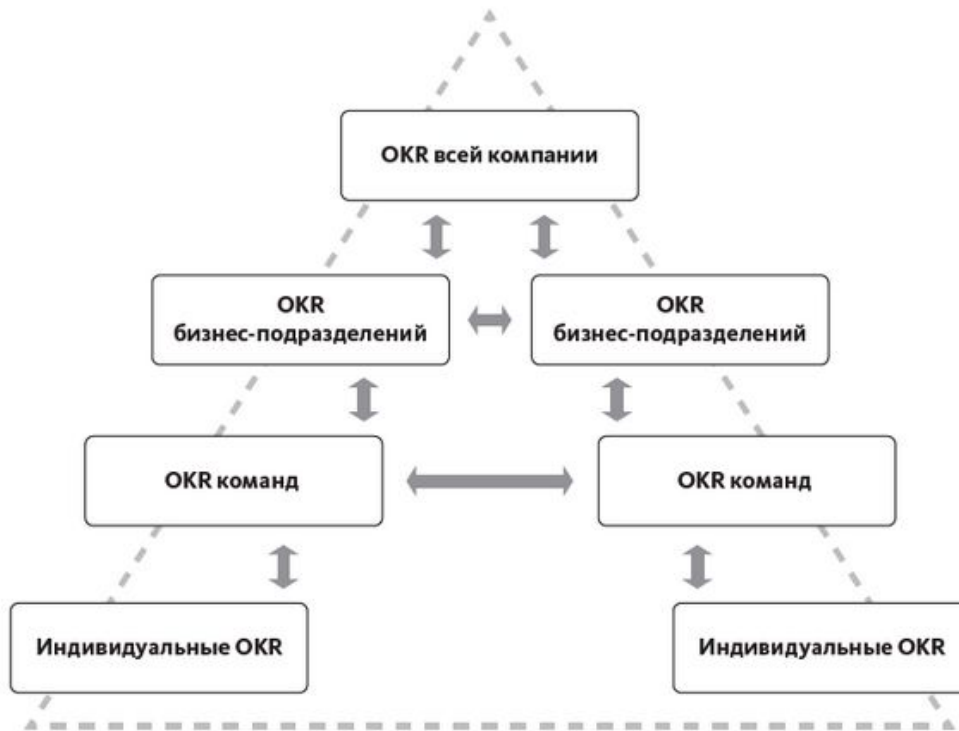 OKR всей компании
OKR
бизнес-подразделений
OKR
бизнес-подразделений
OKR команд
OKR команд
Индивидуальные OKR
Индивидуальные OKR